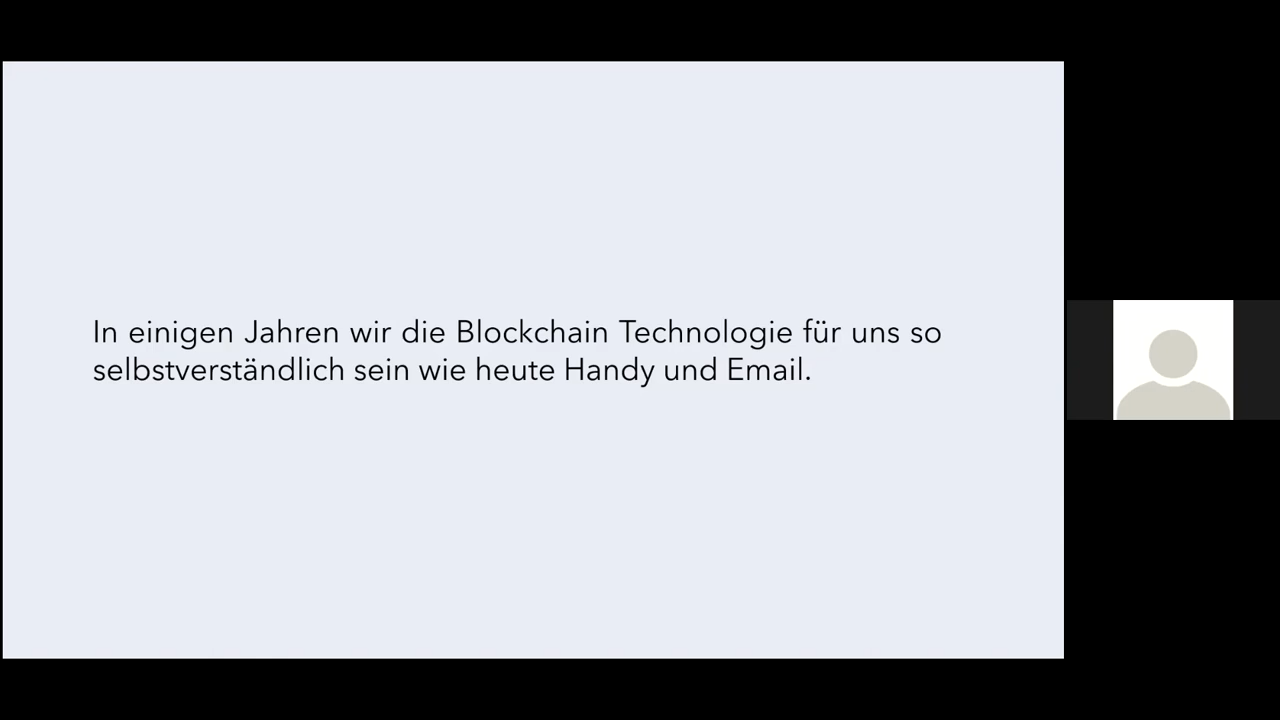 In einigen Jahren wir die Blockchain Technologie für uns so
selbstverständlich sein wie heute Handy und Email.